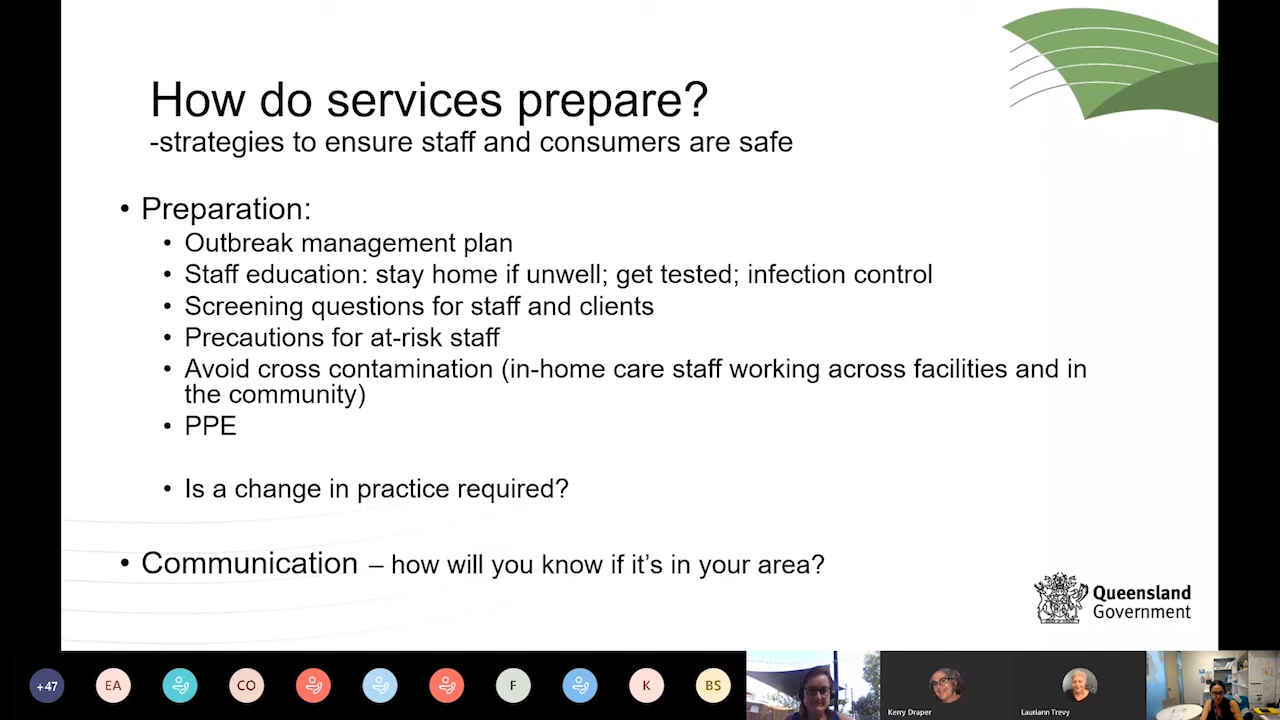 How do services prepare?
-strategies to ensure staff and consumers are safe
• Preparation:
• Outbreak management plan
• Staff education: stay home if unwell; get tested; infection control
• Screening questions for staff and clients
• Precautions for at-risk staff
• Avoid cross contamination (in-home care staff working across facilities and in
the community)
• PPE
• Is a change in practice required?
• Communication – how will you know if it's in your area?
Queensland
Government
+47 EA CO F K BS
Kerry Draper Lauriann Trevy